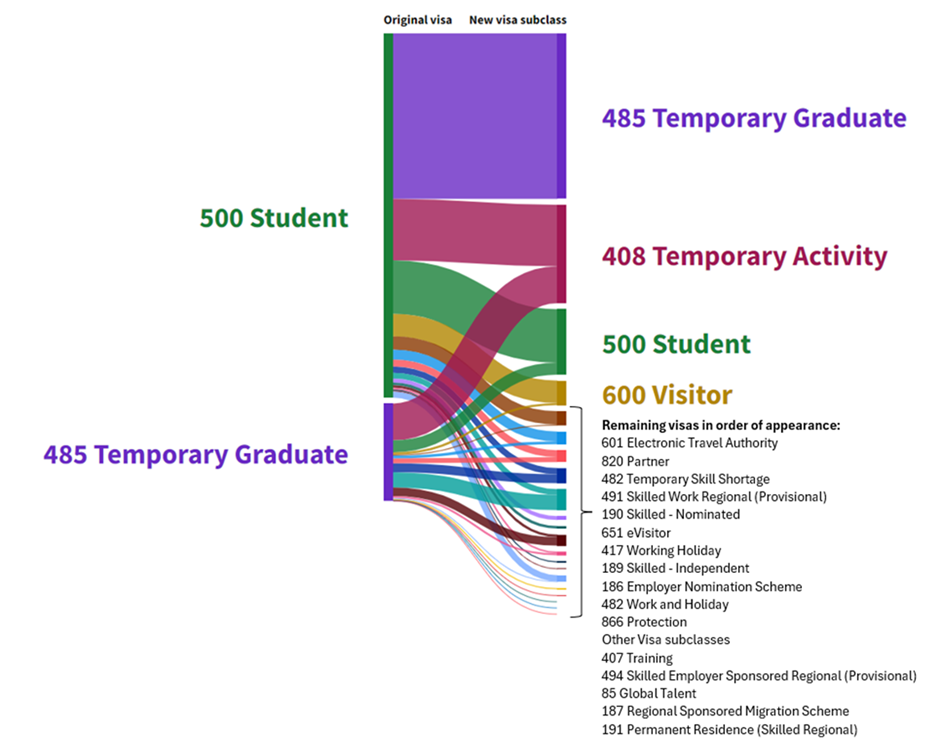 Original visa
New visa subclass
485 Temporary Graduate
500 Student
408 Temporary Activity
500 Student
600 Visitor
485 Temporary Graduate
Remaining visas in order of appearance:
601 Electronic Travel Authority
820 Partner
482 Temporary Skill Shortage
491 Skilled Work Regional (Provisional)
190 Skilled - Nominated
651 eVisitor
417 Working Holiday
189 Skilled - Independent
186 Employer Nomination Scheme
482 Work and Holiday
866 Protection
Other Visa subclasses
407 Training
494 Skilled Employer Sponsored Regional (Provisional)
85 Global Talent
187 Regional Sponsored Migration Scheme
191 Permanent Residence (Skilled Regional)